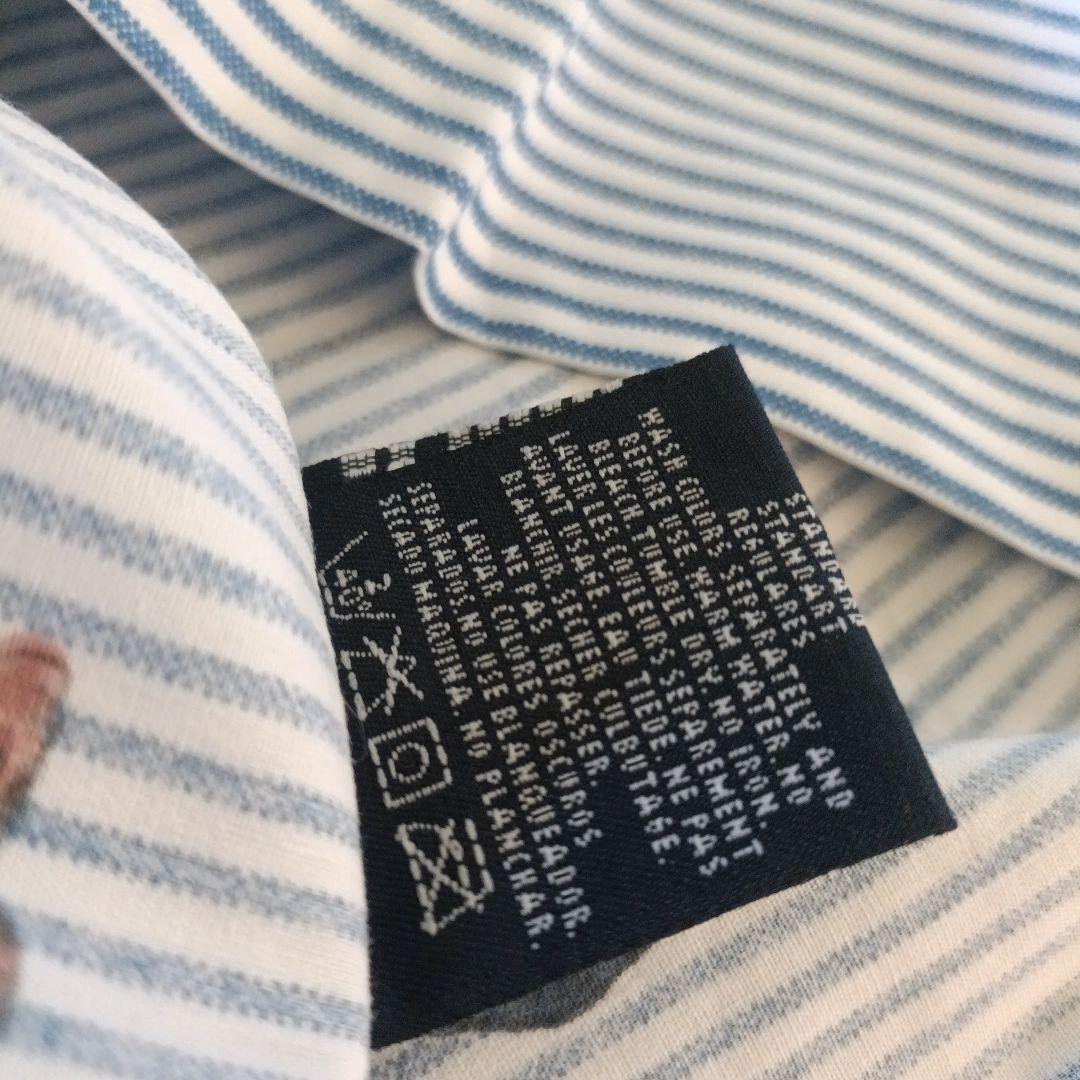 STANDARD
STANDART
REGULARES
WASH COLORS SEPARATELY AND
BEFORE USE WARM WATER. NO
BLEACH. TUMBLE DRY. NO IRON.
LAVER LES COULEURS SEPAREMENT
AVANT USAGE. EAU TIEDE. NE PAS
BLANCHIR. SECHER CULBUTAGE.
NE PAS REPASSER.
LAVAR COLORES OSCUROS
SEPARADOS. NO USE BLANQUEADOR.
SECADO MAQUINA. NO PLANCHAR.
40°